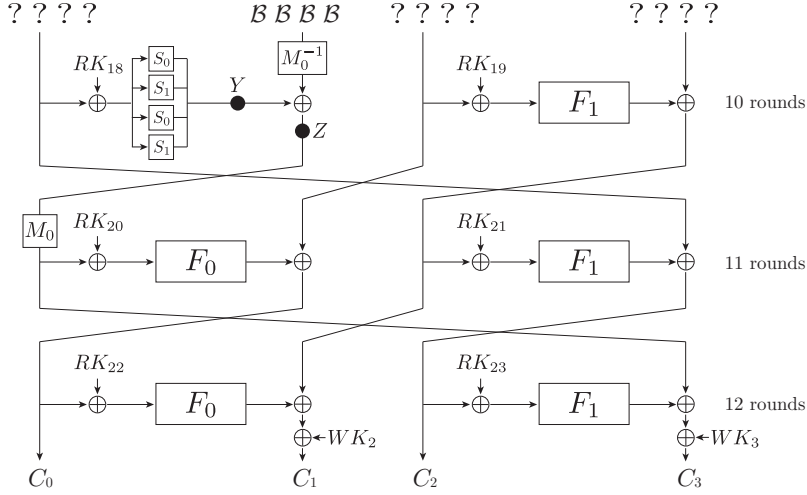 ? ? ? ? 𝓑 𝓑 𝓑 𝓑 ? ? ? ? ? ? ? ?
M₀⁻¹
RK₁₈ S₀ Y RK₁₉
S₁ F₁ 10 rounds
S₀ Z
S₁
M₀ RK₂₀ RK₂₁
F₀ F₁ 11 rounds
RK₂₂ RK₂₃
F₀ F₁ 12 rounds
WK₂ WK₃
C₀ C₁ C₂ C₃